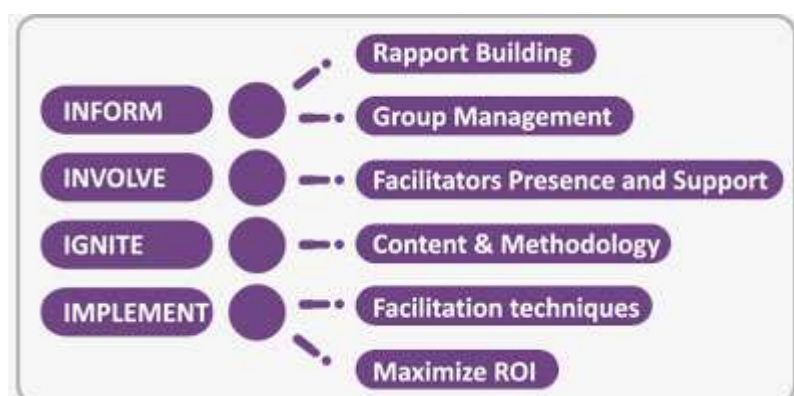 INFORM
INVOLVE
IGNITE
IMPLEMENT
Rapport Building
Group Management
Facilitators Presence and Support
Content & Methodology
Facilitation techniques
Maximize ROI